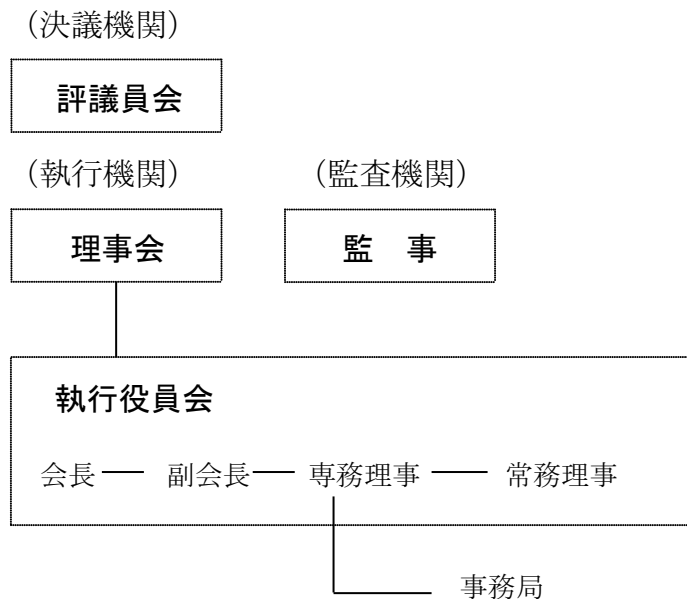 （決議機関）
評議員会
（執行機関） （監査機関）
理事会 監　事
執行役員会
会長 副会長 専務理事 常務理事
事務局